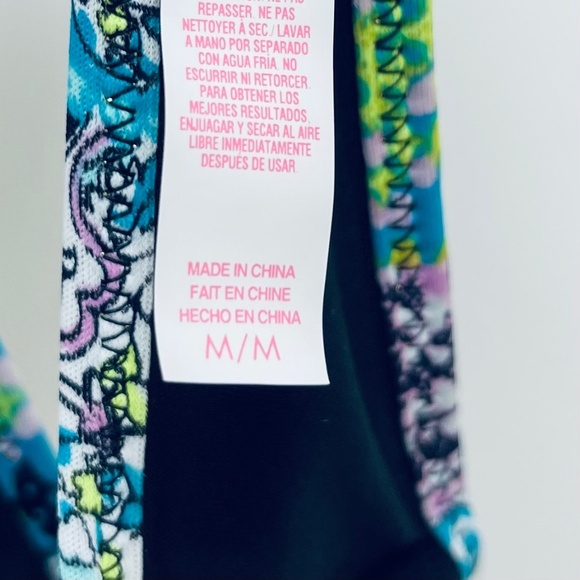 REPASSER. NE PAS
NETTOYER À SEC / LAVAR
A MANO POR SEPARADO
CON AGUA FRÍA. NO
ESCURRIR NI RETORCER.
PARA OBTENER LOS
MEJORES RESULTADOS,
ENJUAGAR Y SECAR AL AIRE
LIBRE INMEDIATAMENTE
DESPUÉS DE USAR.
MADE IN CHINA
FAIT EN CHINE
HECHO EN CHINA
M/M